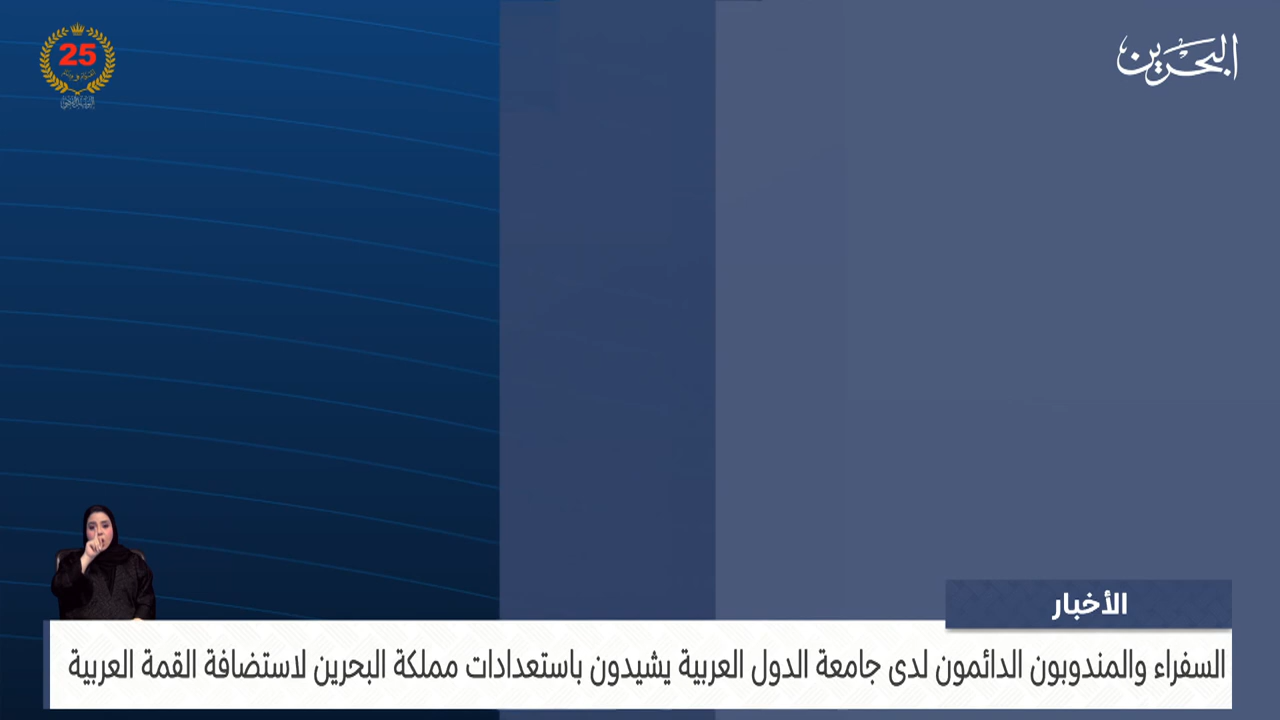 البحرين
25
الأخبار
السفراء والمندوبون الدائمون لدى جامعة الدول العربية يشيدون باستعدادات مملكة البحرين لاستضافة القمة العربية